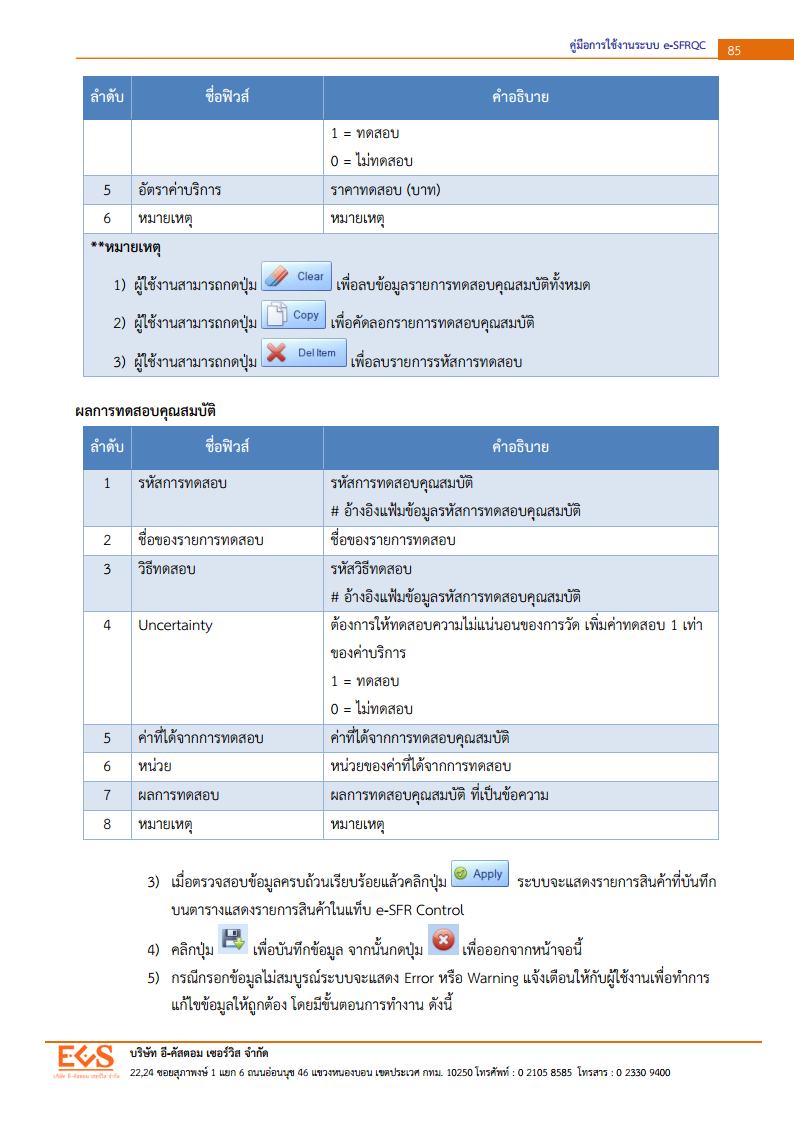 คู่มือการใช้งานระบบ e-SFRQC 85
ลำดับ ชื่อฟิวส์ คำอธิบาย
1 = ทดสอบ
0 = ไม่ทดสอบ
5 อัตราค่าบริการ ราคาทดสอบ (บาท)
6 หมายเหตุ หมายเหตุ
**หมายเหตุ
1) ผู้ใช้งานสามารถกดปุ่ม Clear เพื่อลบข้อมูลรายการทดสอบคุณสมบัติทั้งหมด
2) ผู้ใช้งานสามารถกดปุ่ม Copy เพื่อคัดลอกรายการทดสอบคุณสมบัติ
3) ผู้ใช้งานสามารถกดปุ่ม Del Item เพื่อลบรายการรหัสการทดสอบ
ผลการทดสอบคุณสมบัติ
ลำดับ ชื่อฟิวส์ คำอธิบาย
1 รหัสการทดสอบ รหัสการทดสอบคุณสมบัติ
# อ้างอิงแฟ้มข้อมูลรหัสการทดสอบคุณสมบัติ
2 ชื่อของรายการทดสอบ ชื่อของรายการทดสอบ
3 วิธีทดสอบ รหัสวิธีทดสอบ
# อ้างอิงแฟ้มข้อมูลรหัสการทดสอบคุณสมบัติ
4 Uncertainty ต้องการให้ทดสอบความไม่แน่นอนของการวัด เพิ่มค่าทดสอบ 1 เท่า
ของค่าบริการ
1 = ทดสอบ
0 = ไม่ทดสอบ
5 ค่าที่ได้จากการทดสอบ ค่าที่ได้จากการทดสอบคุณสมบัติ
6 หน่วย หน่วยของค่าที่ได้จากการทดสอบ
7 ผลการทดสอบ ผลการทดสอบคุณสมบัติ ที่เป็นข้อความ
8 หมายเหตุ หมายเหตุ
3) เมื่อตรวจสอบข้อมูลครบถ้วนเรียบร้อยแล้วคลิกปุ่ม Apply ระบบจะแสดงรายการสินค้าที่บันทึก
บนตารางแสดงรายการสินค้าในแท็บ e-SFR Control
4) คลิกปุ่ม เพื่อบันทึกข้อมูล จากนั้นกดปุ่ม เพื่อออกจากหน้าจอนี้
5) กรณีกรอกข้อมูลไม่สมบูรณ์ระบบจะแสดง Error หรือ Warning แจ้งเตือนให้กับผู้ใช้งานเพื่อทำการ
แก้ไขข้อมูลให้ถูกต้อง โดยมีขั้นตอนการทำงาน ดังนี้
ECS
บริษัท อี-คัสตอม เซอร์วิส จำกัด
บริษัท อี-คัสตอม เซอร์วิส จำกัด
22,24 ซอยสุภาพงษ์ 1 แยก 6 ถนนอ่อนนุช 46 แขวงหนองบอน เขตประเวศ กทม. 10250 โทรศัพท์ : 0 2105 8585 โทรสาร : 0 2330 9400